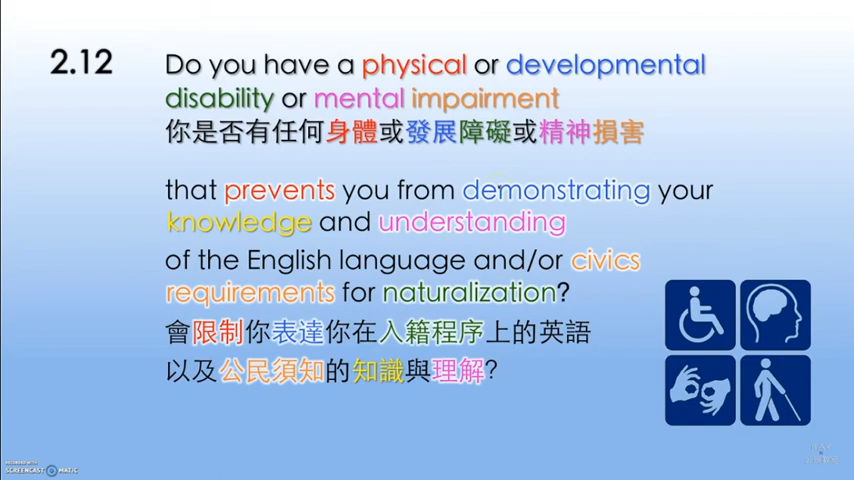 2.12 Do you have a physical or developmental
disability or mental impairment
你是否有任何身體或發展障礙或精神損害
that prevents you from demonstrating your
knowledge and understanding
of the English language and/or civics
requirements for naturalization?
會限制你表達你在入籍程序上的英語
以及公民須知的知識與理解?
RECORDED WITH
SCREENCAST MATIC